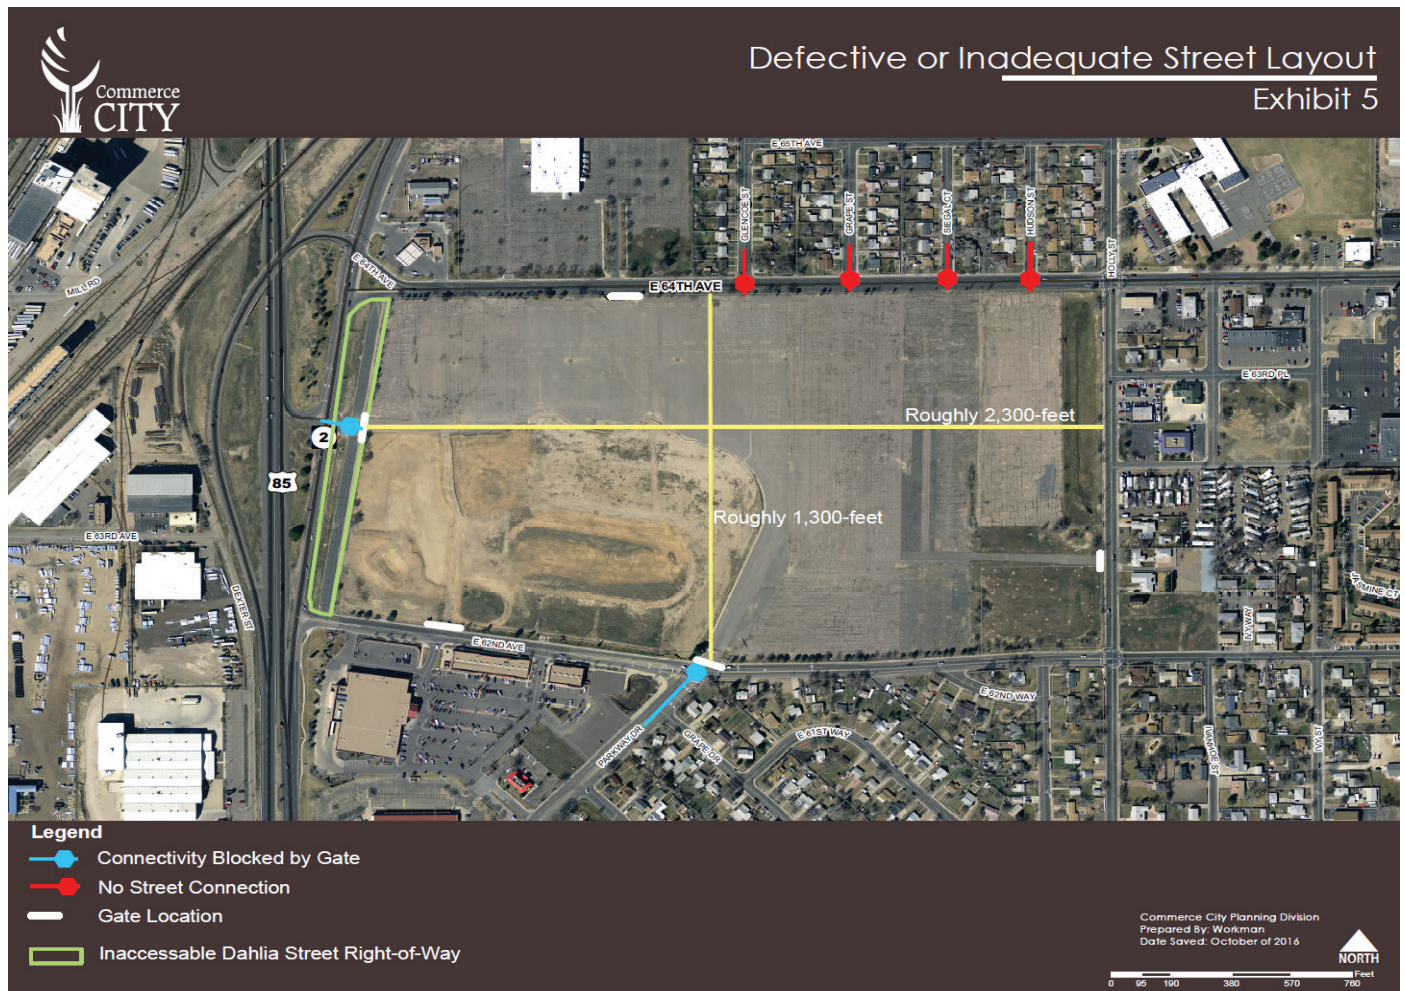 Commerce
CITY
Defective or Inadequate Street Layout
Exhibit 5
E 65TH AVE
GLENCOE ST
GRAPE ST
SEGAL CT
HUDSON ST
HOLLY ST
E 64TH AVE
E 64TH AVE
MILL RD
E 63RD PL
Roughly 2,300-feet
2
85
Roughly 1,300-feet
E 63RD AVE
DEXTER ST
JASMINE CT
IVY WAY
E 62ND AVE
E 62ND WAY
PARKWAY DR
GRAPE DR
E 61ST WAY
IVANHOE ST
IVY ST
Legend
Connectivity Blocked by Gate
No Street Connection
Gate Location
Inaccessable Dahlia Street Right-of-Way
Commerce City Planning Division
Prepared By: Workman
Date Saved: October of 2016
NORTH
Feet
0 95 190 380 570 760